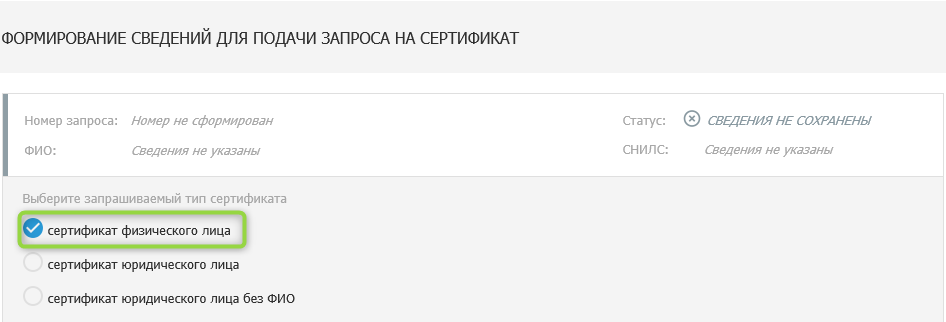 ФОРМИРОВАНИЕ СВЕДЕНИЙ ДЛЯ ПОДАЧИ ЗАПРОСА НА СЕРТИФИКАТ
Номер запроса: Номер не сформирован Статус: СВЕДЕНИЯ НЕ СОХРАНЕНЫ
ФИО: Сведения не указаны СНИЛС: Сведения не указаны
Выберите запрашиваемый тип сертификата
сертификат физического лица
сертификат юридического лица
сертификат юридического лица без ФИО